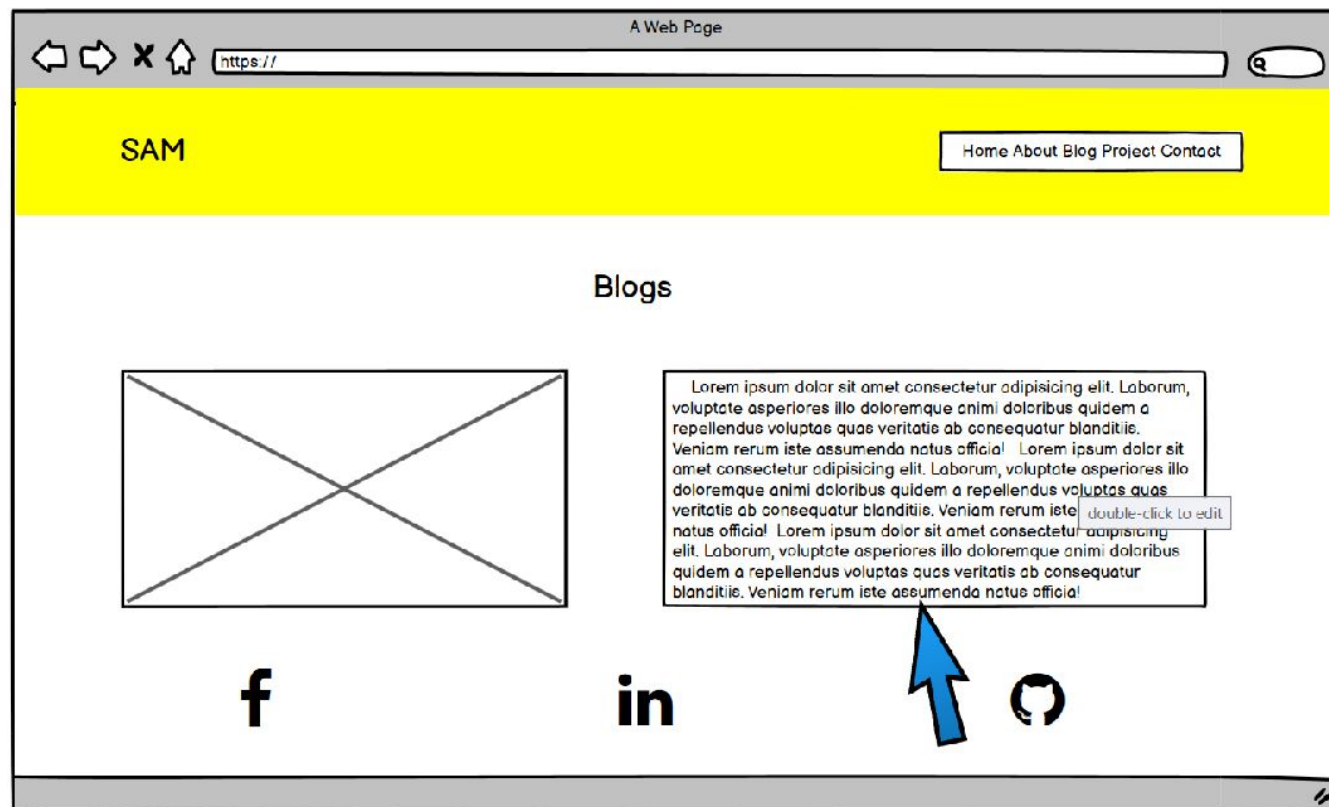 A Web Page
https://
SAM
Home About Blog Project Contact
Blogs
Lorem ipsum dolor sit amet consectetur adipisicing elit. Laborum,
voluptate asperiores illo doloremque animi doloribus quidem a
repellendus voluptas quas veritatis ab consequatur blanditiis.
Veniam rerum iste assumenda natus officia!   Lorem ipsum dolor sit
amet consectetur adipisicing elit. Laborum, voluptate asperiores illo
doloremque animi doloribus quidem a repellendus voluptas quas
veritatis ab consequatur blanditiis. Veniam rerum iste
double-click to edit
natus officia!  Lorem ipsum dolor sit amet consectetur adipisicing
elit. Laborum, voluptate asperiores illo doloremque animi doloribus
quidem a repellendus voluptas quas veritatis ab consequatur
blanditiis. Veniam rerum iste assumenda natus officia!
f
in